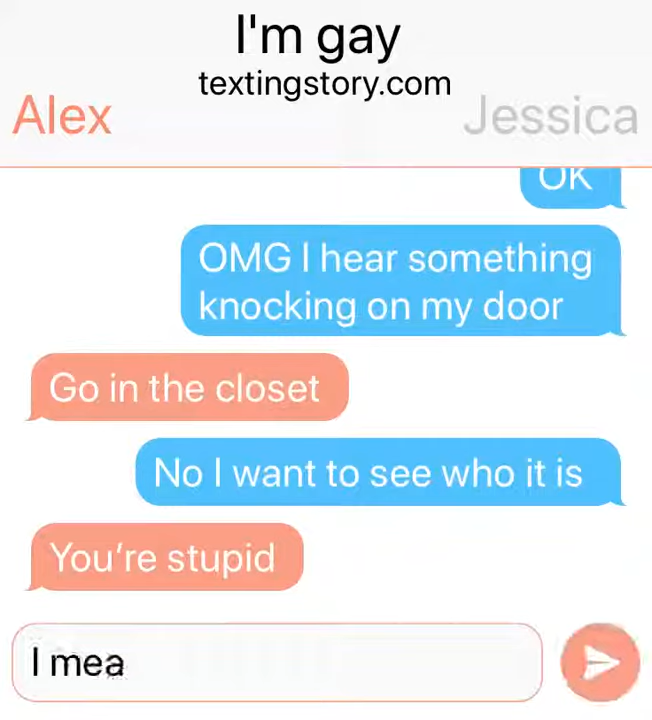 I'm gay
textingstory.com
Alex
Jessica
OK
OMG I hear something
knocking on my door
Go in the closet
No I want to see who it is
You're stupid
I mea